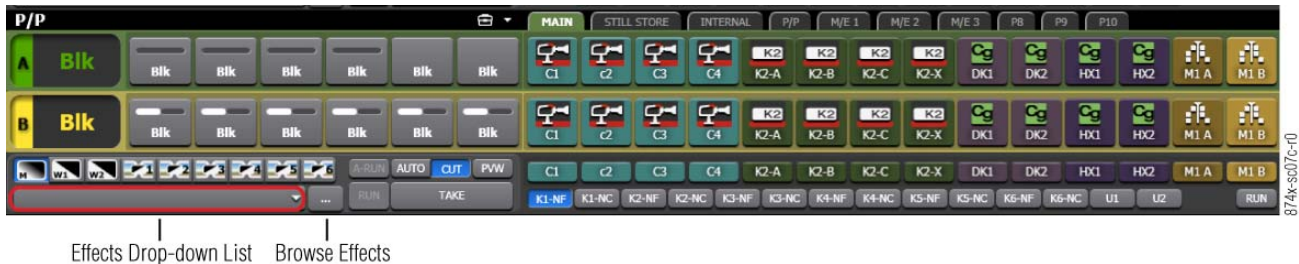 P/P MAIN STILL STORE INTERNAL P/P M/E 1 M/E 2 M/E 3 P8 P9 P10
A Blk Blk Blk Blk Blk Blk Blk C1 c2 C3 C4 K2 K2-A K2 K2-B K2 K2-C K2 K2-X Cg DK1 Cg DK2 Cg HX1 Cg HX2 M1 A M1 B
B Blk Blk Blk Blk Blk Blk Blk C1 c2 C3 C4 K2 K2-A K2 K2-B K2 K2-C K2 K2-X Cg DK1 Cg DK2 Cg HX1 Cg HX2 M1 A M1 B
M W1 W2 1 2 3 4 5 6 A-RUN AUTO CUT PVW C1 c2 C3 C4 K2-A K2-B K2-C K2-X DK1 DK2 HX1 HX2 M1 A M1 B
... RUN TAKE K1-NF K1-NC K2-NF K2-NC K3-NF K3-NC K4-NF K4-NC K5-NF K5-NC K6-NF K6-NC U1 U2 RUN
874x-sc07c-r0
Effects Drop-down List Browse Effects